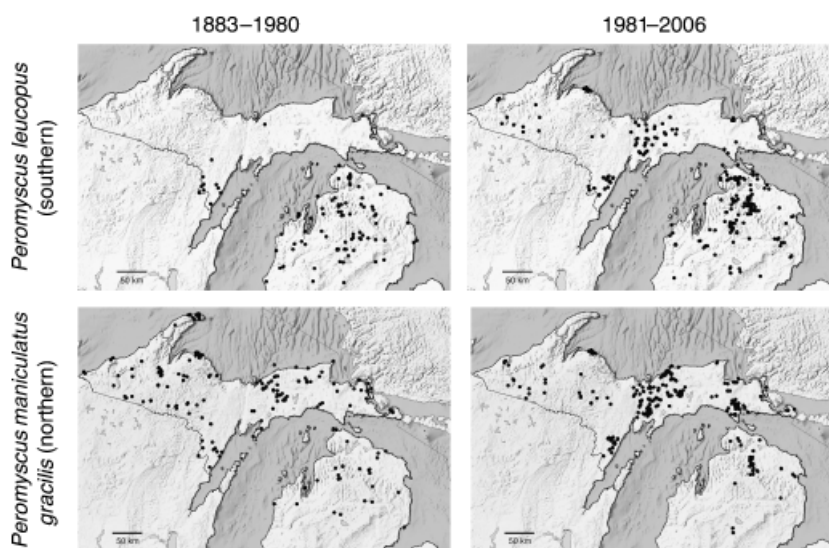 1883–1980
1981–2006
Peromyscus leucopus
(southern)
50 km
50 km
Peromyscus maniculatus
gracilis (northern)
50 km
50 km